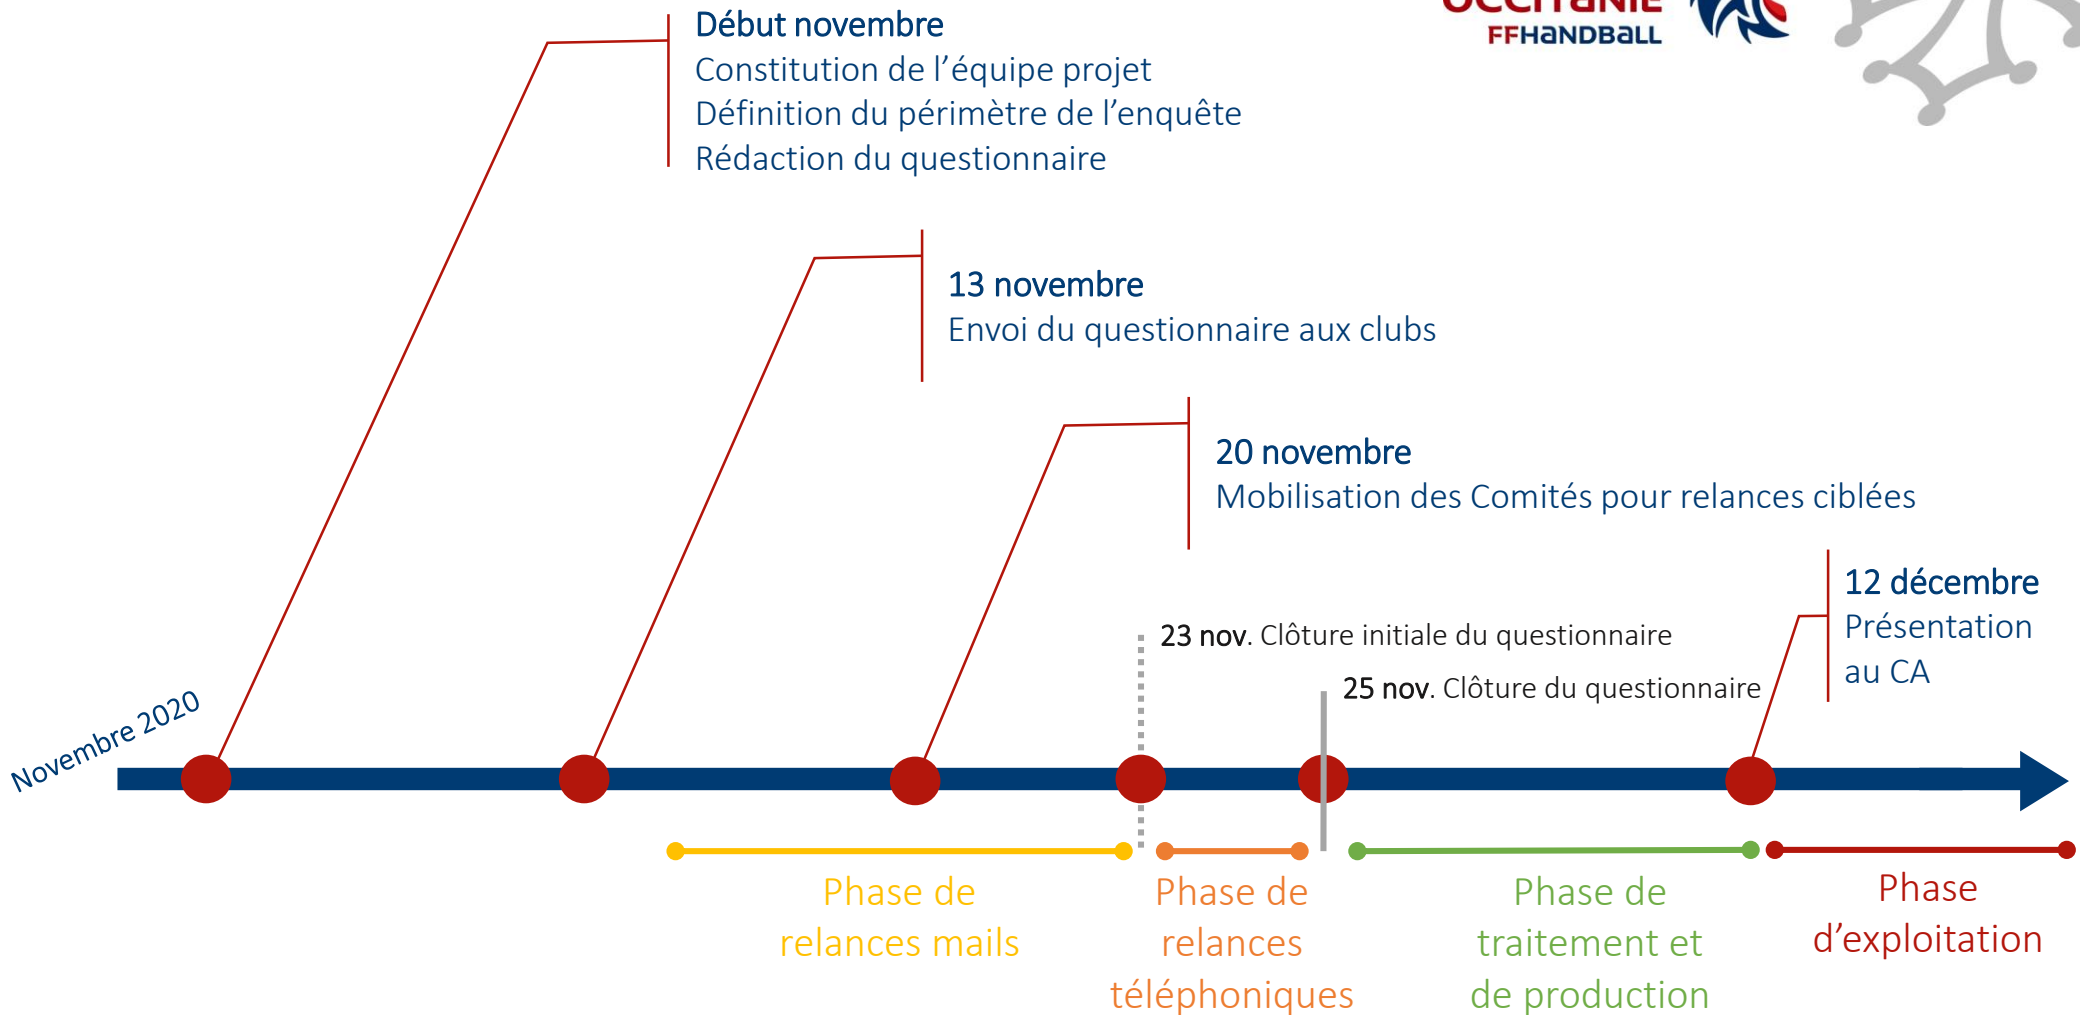 OCCITANIE
FFHANDBALL
Début novembre
Constitution de l’équipe projet
Définition du périmètre de l’enquête
Rédaction du questionnaire
13 novembre
Envoi du questionnaire aux clubs
20 novembre
Mobilisation des Comités pour relances ciblées
12 décembre
Présentation
au CA
23 nov. Clôture initiale du questionnaire
25 nov. Clôture du questionnaire
Novembre 2020
Phase de
relances mails
Phase de
relances
téléphoniques
Phase de
traitement et
de production
Phase
d’exploitation